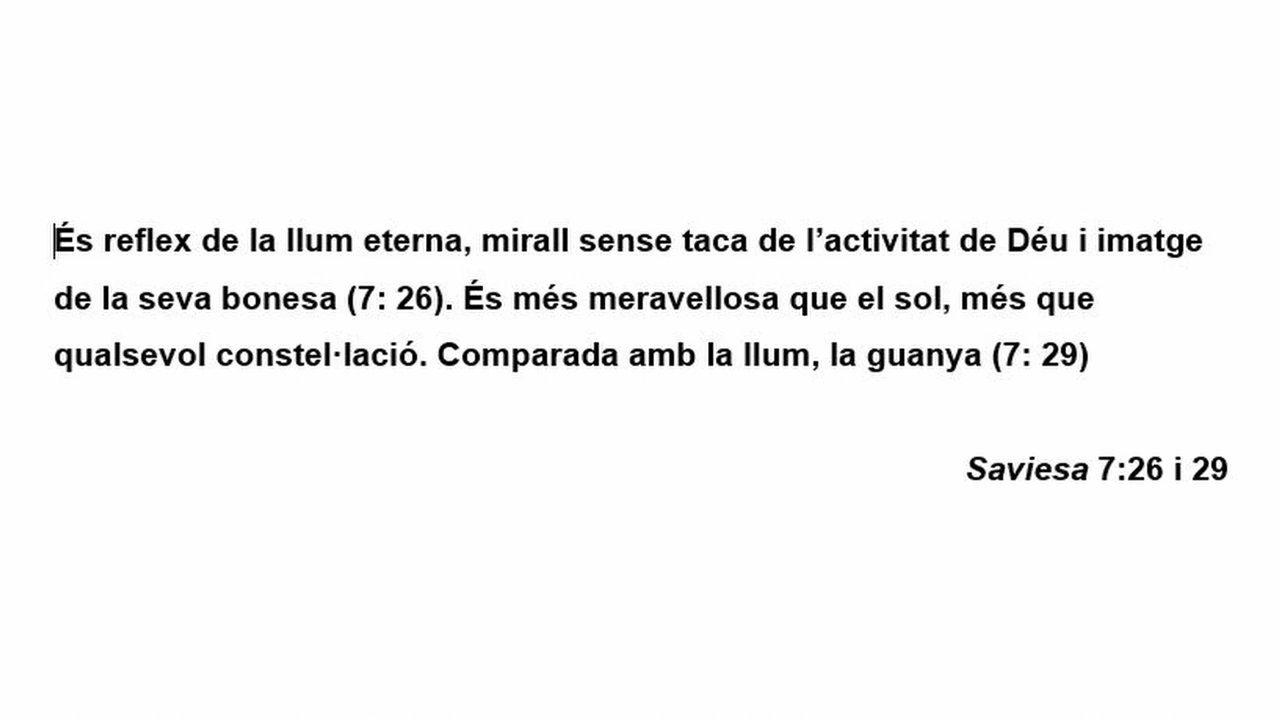 És reflex de la llum eterna, mirall sense taca de l’activitat de Déu i imatge
de la seva bonesa (7: 26). És més meravellosa que el sol, més que
qualsevol constel·lació. Comparada amb la llum, la guanya (7: 29)
Saviesa 7:26 i 29